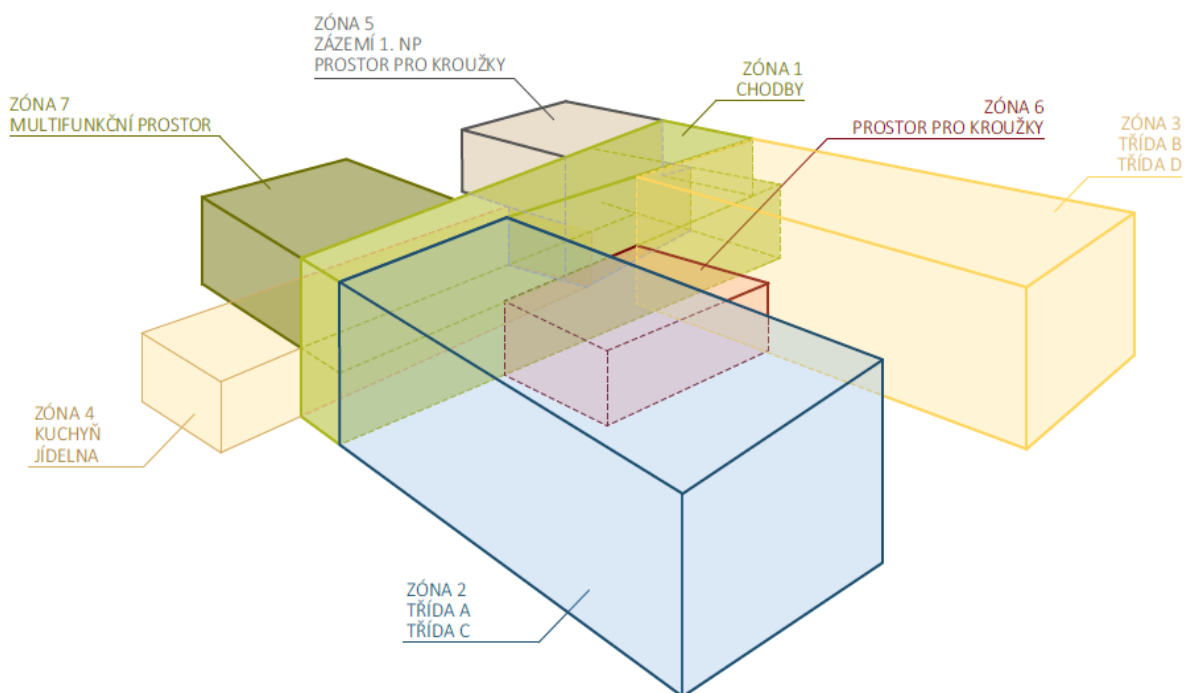 ZÓNA 5
ZÁZEMÍ 1. NP
PROSTOR PRO KROUŽKY
ZÓNA 1
CHODBY
ZÓNA 7
MULTIFUNKČNÍ PROSTOR
ZÓNA 6
PROSTOR PRO KROUŽKY
ZÓNA 3
TŘÍDA B
TŘÍDA D
ZÓNA 4
KUCHYŇ
JÍDELNA
ZÓNA 2
TŘÍDA A
TŘÍDA C